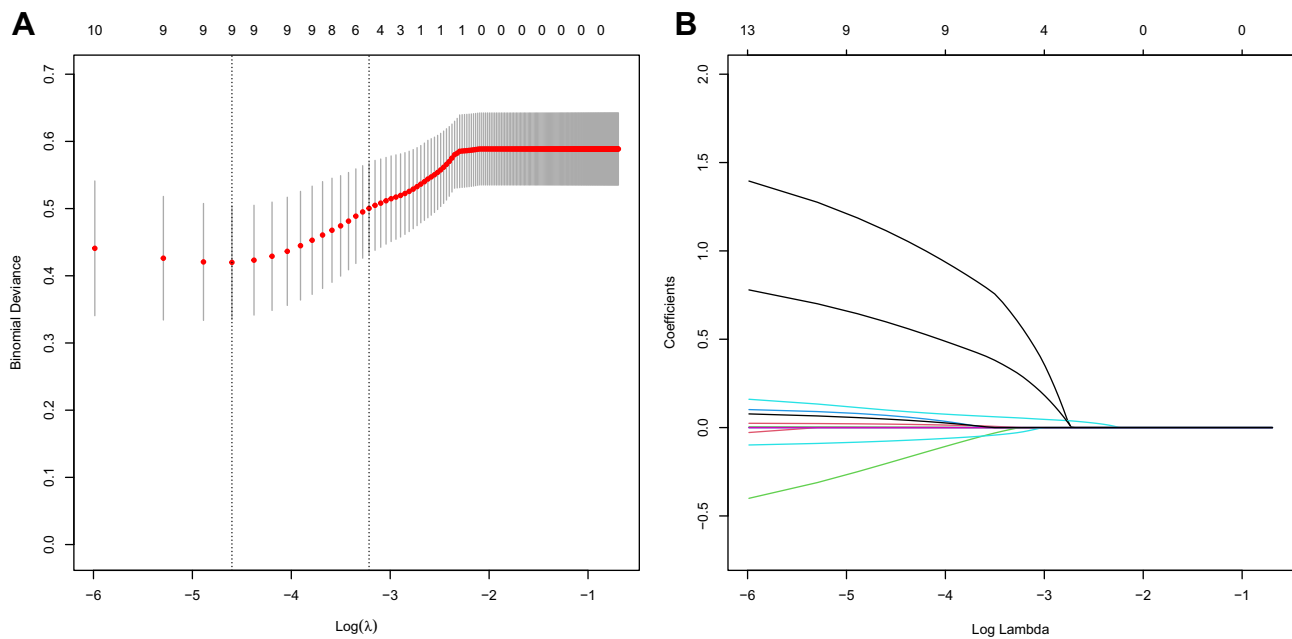 A
10 9 9 9 9 9 9 8 6 4 3 1 1 1 0 0 0 0 0 0 0
Binomial Deviance
0.7
0.6
0.5
0.4
0.3
0.2
0.1
0.0
−6 −5 −4 −3 −2 −1
Log(λ)
B
13 9 9 4 0 0
Coefficients
2.0
1.5
1.0
0.5
0.0
−0.5
−6 −5 −4 −3 −2 −1
Log Lambda